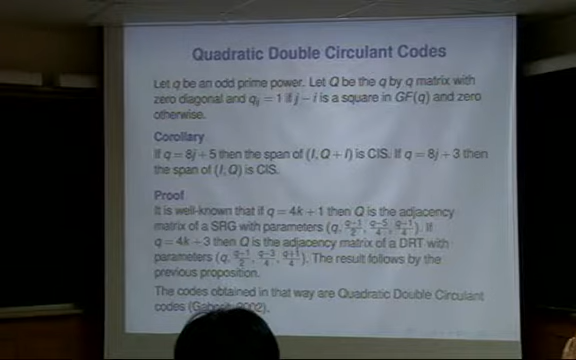 Quadratic Double Circulant Codes
Let q be an odd prime power. Let Q be the q by q matrix with
zero diagonal and qᵢⱼ = 1 if j − i is a square in GF(q) and zero
otherwise.
Corollary
If q = 8j + 5 then the span of (I, Q + I) is CIS. If q = 8j + 3 then
the span of (I, Q) is CIS.
Proof
It is well-known that if q = 4k + 1 then Q is the adjacency
matrix of a SRG with parameters (q, (q−1)/2, (q−5)/4, (q−1)/4). If
q = 4k + 3 then Q is the adjacency matrix of a DRT with
parameters (q, (q−1)/2, (q−3)/4, (q+1)/4). The result follows by the
previous proposition.
The codes obtained in that way are Quadratic Double Circulant
codes (Gaborit, 2002).